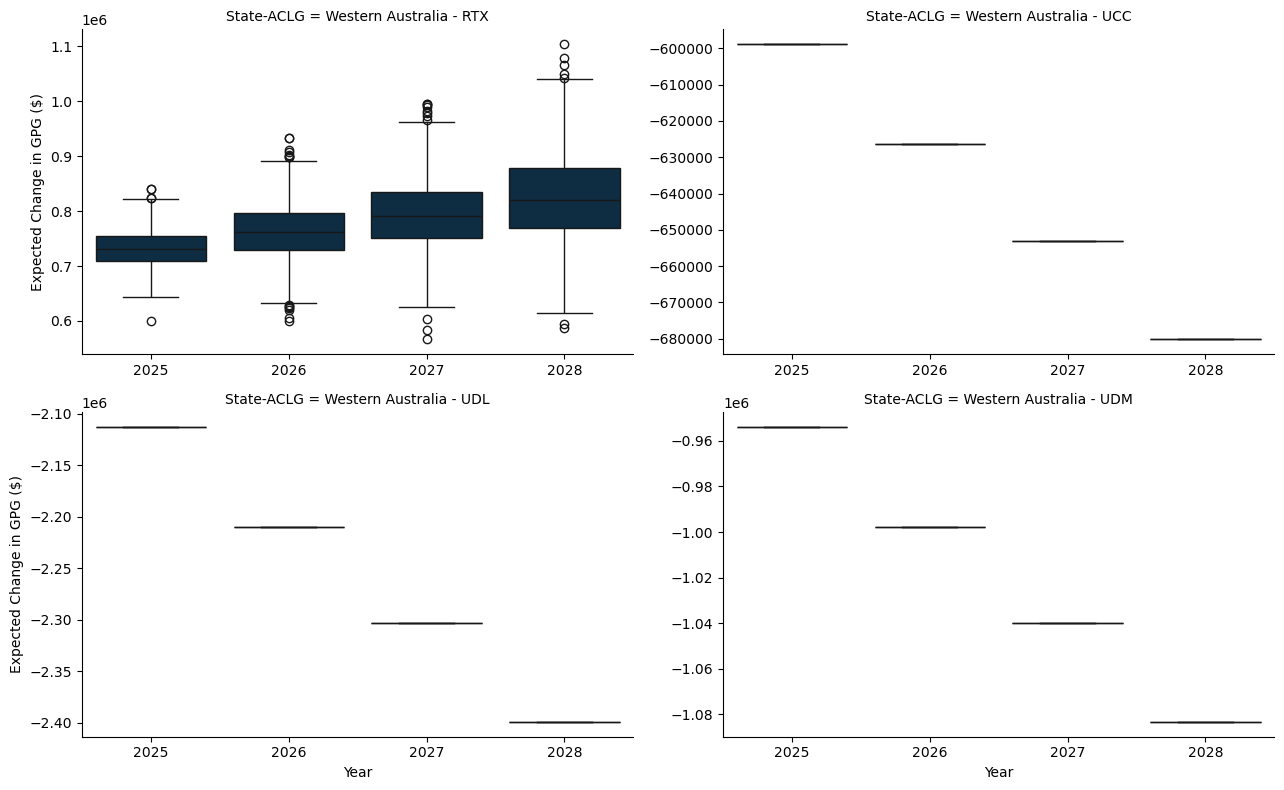 State-ACLG = Western Australia - RTX
1e6
Expected Change in GPG ($)
1.1
1.0
0.9
0.8
0.7
0.6
2025 2026 2027 2028
State-ACLG = Western Australia - UCC
−600000
−610000
−620000
−630000
−640000
−650000
−660000
−670000
−680000
2025 2026 2027 2028
State-ACLG = Western Australia - UDL
1e6
Expected Change in GPG ($)
−2.10
−2.15
−2.20
−2.25
−2.30
−2.35
−2.40
2025 2026 2027 2028
Year
State-ACLG = Western Australia - UDM
1e6
−0.96
−0.98
−1.00
−1.02
−1.04
−1.06
−1.08
2025 2026 2027 2028
Year